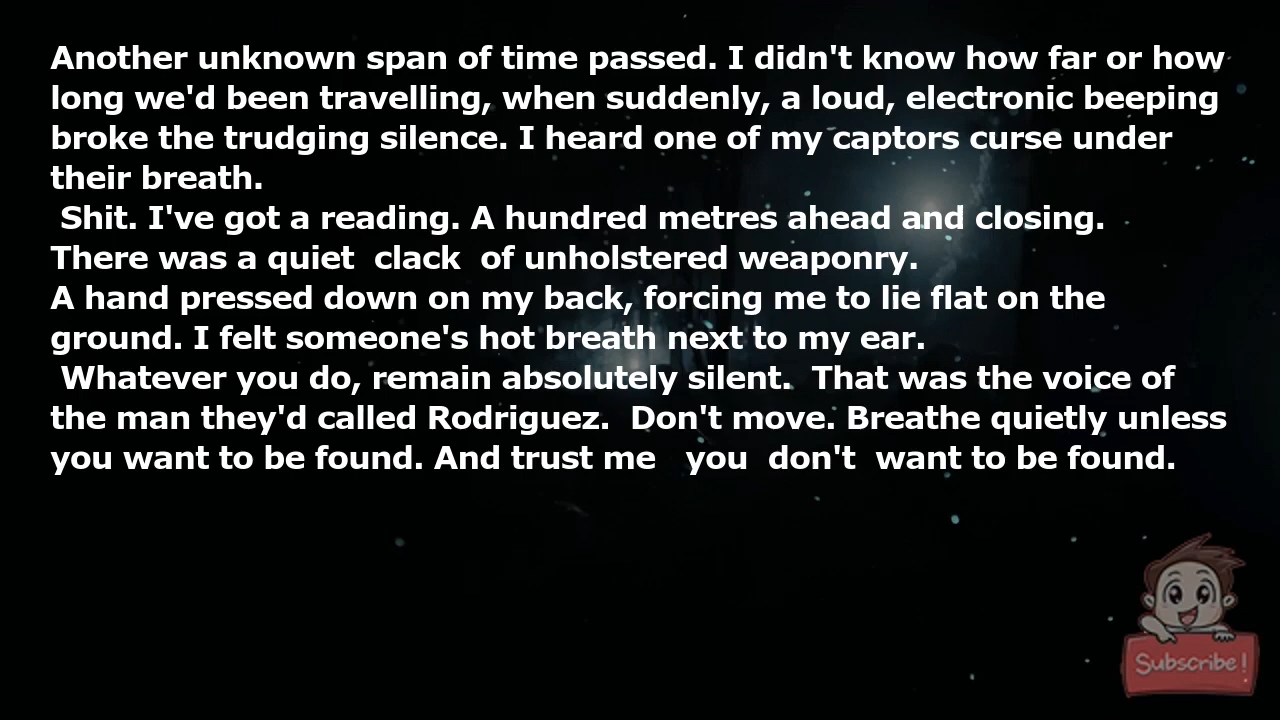 Another unknown span of time passed. I didn't know how far or how
long we'd been travelling, when suddenly, a loud, electronic beeping
broke the trudging silence. I heard one of my captors curse under
their breath.
Shit. I've got a reading. A hundred metres ahead and closing.
There was a quiet  clack  of unholstered weaponry.
A hand pressed down on my back, forcing me to lie flat on the
ground. I felt someone's hot breath next to my ear.
Whatever you do, remain absolutely silent.  That was the voice of
the man they'd called Rodriguez.  Don't move. Breathe quietly unless
you want to be found. And trust me   you  don't  want to be found.
Subscribe!